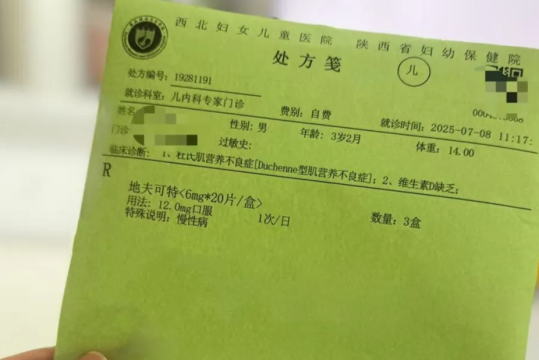 西北妇女儿童医院 陕西省妇幼保健院
处方笺
儿
处方编号：19281191
就诊科室：儿内科专家门诊 费别：自费
就诊时间：2025-07-08 11:17:
姓名 性别：男 年龄：3岁2月 体重：14.00
门诊 过敏史：
临床诊断：1、杜氏肌营养不良症[Duchenne型肌营养不良症]；2、维生素D缺乏；
R
地夫可特<6mg*20片/盒>
用法：12.0mg口服 1次/日 数量：3盒
特殊说明：慢性病